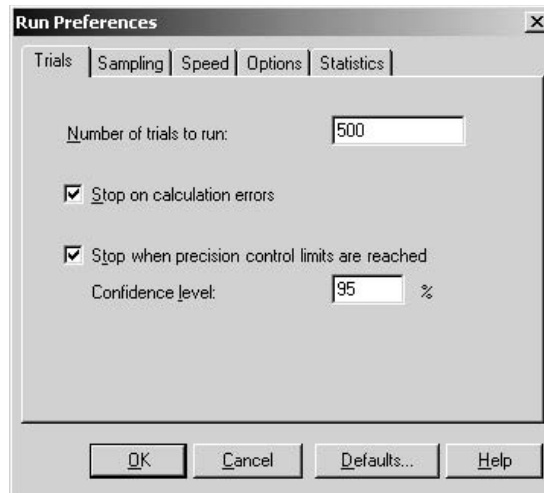 Run Preferences
Trials Sampling Speed Options Statistics
Number of trials to run: 500
Stop on calculation errors
Stop when precision control limits are reached
Confidence level: 95 %
OK Cancel Defaults... Help